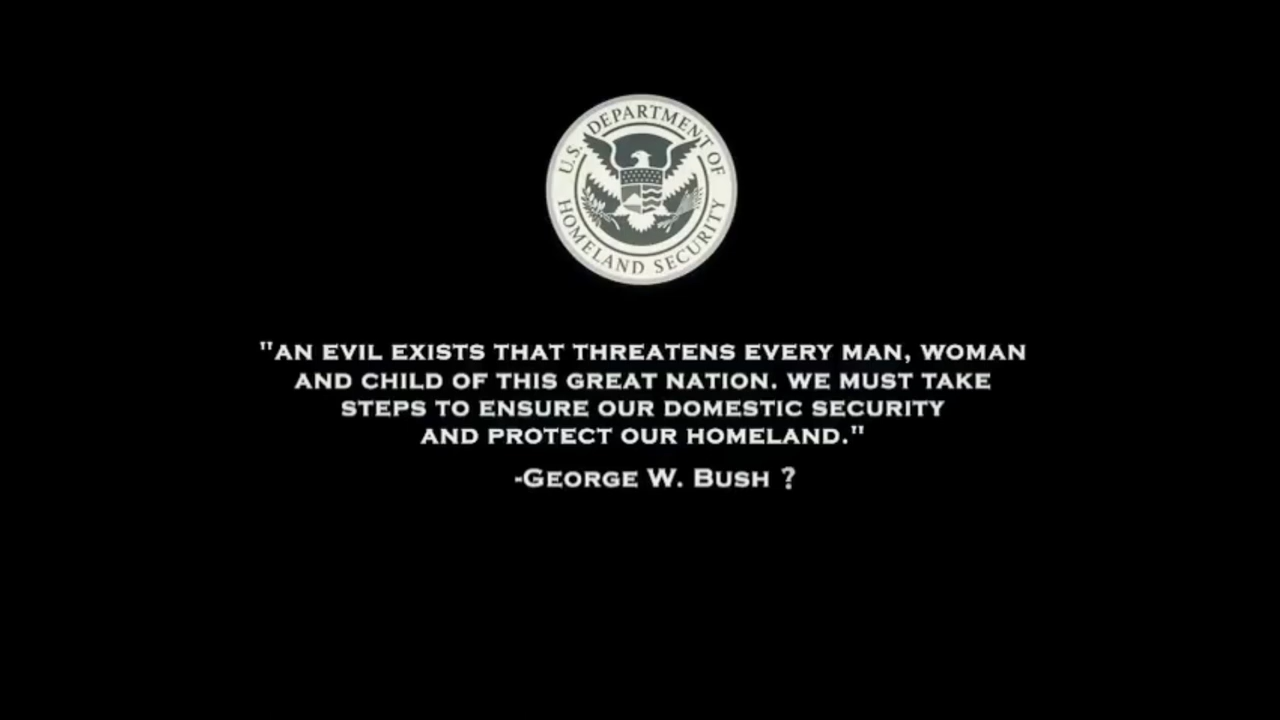 U.S. DEPARTMENT OF
HOMELAND SECURITY
"AN EVIL EXISTS THAT THREATENS EVERY MAN, WOMAN
AND CHILD OF THIS GREAT NATION. WE MUST TAKE
STEPS TO ENSURE OUR DOMESTIC SECURITY
AND PROTECT OUR HOMELAND."
-GEORGE W. BUSH ?